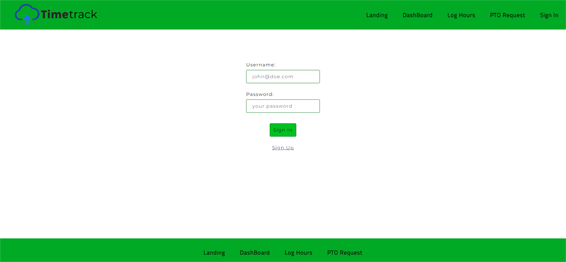 Timetrack
Landing DashBoard Log Hours PTO Request Sign In
Username:
john@doe.com
Password:
your password
Sign In
Sign Up
Landing DashBoard Log Hours PTO Request